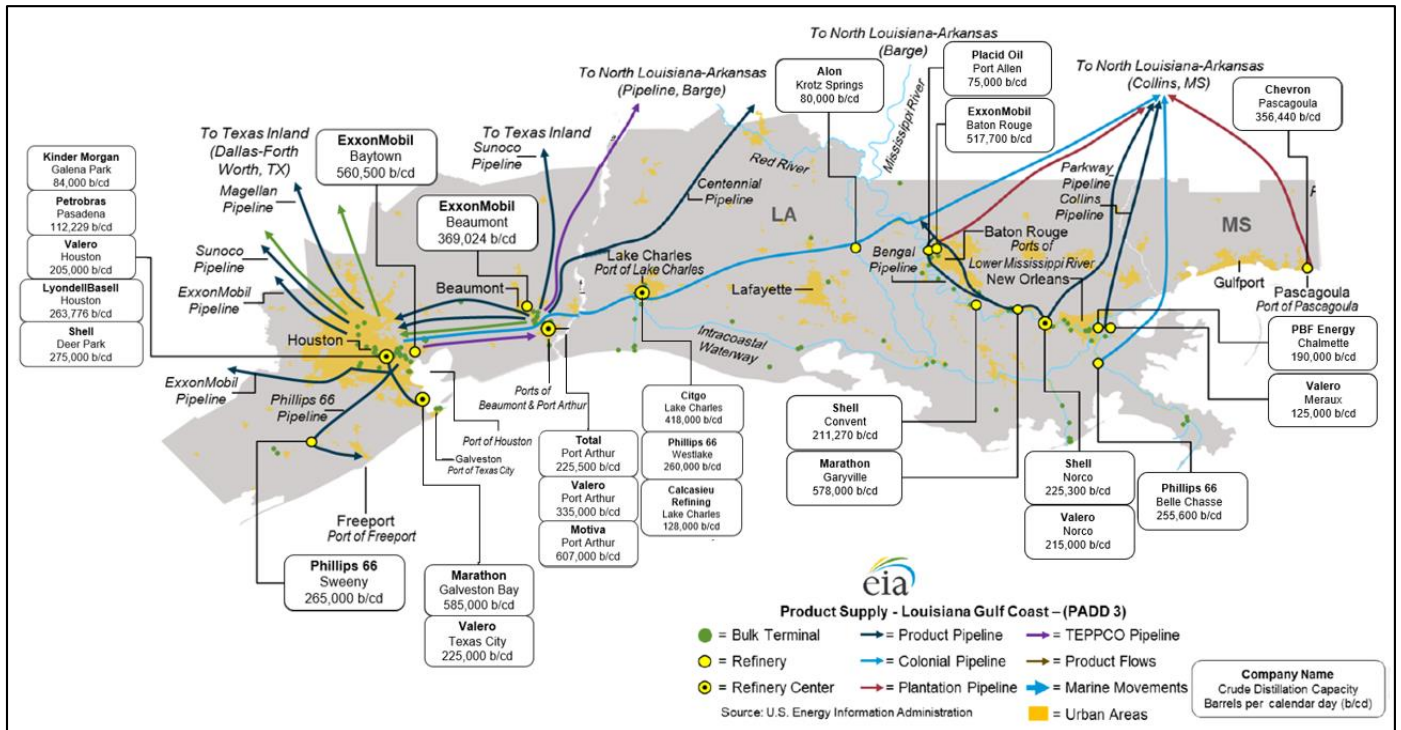 To North Louisiana-Arkansas
(Barge)
To North Louisiana-Arkansas
(Pipeline, Barge)
To North Louisiana-Arkansas
(Collins, MS)
Placid Oil
Port Allen
75,000 b/cd
Alon
Krotz Springs
80,000 b/cd
Chevron
Pascagoula
356,440 b/cd
ExxonMobil
Baton Rouge
517,700 b/cd
Mississippi River
To Texas Inland
(Dallas-Forth
Worth, TX)
Magellan
Pipeline
Sunoco
Pipeline
ExxonMobil
Pipeline
ExxonMobil
Baytown
560,500 b/cd
To Texas Inland
Sunoco
Pipeline
Red River
Centennial
Pipeline
Parkway
Pipeline
Collins
Pipeline
Kinder Morgan
Galena Park
84,000 b/cd
Petrobras
Pasadena
112,229 b/cd
Valero
Houston
205,000 b/cd
LyondellBasell
Houston
263,776 b/cd
Shell
Deer Park
275,000 b/cd
ExxonMobil
Beaumont
369,024 b/cd
LA
MS
Beaumont
Lake Charles
Port of Lake Charles
Lafayette
Bengal
Pipeline
Baton Rouge
Ports of
Lower Mississippi River
New Orleans
Gulfport
Pascagoula
Port of Pascagoula
Houston
Intracoastal
Waterway
ExxonMobil
Pipeline
Phillips 66
Pipeline
Ports of
Beaumont & Port Arthur
Port of Houston
Galveston
Port of Texas City
Freeport
Port of Freeport
PBF Energy
Chalmette
190,000 b/cd
Valero
Meraux
125,000 b/cd
Citgo
Lake Charles
418,000 b/cd
Phillips 66
Westlake
260,000 b/cd
Calcasieu
Refining
Lake Charles
128,000 b/cd
Total
Port Arthur
225,500 b/cd
Valero
Port Arthur
335,000 b/cd
Motiva
Port Arthur
607,000 b/cd
Shell
Convent
211,270 b/cd
Marathon
Garyville
578,000 b/cd
Shell
Norco
225,300 b/cd
Valero
Norco
215,000 b/cd
Phillips 66
Belle Chasse
255,600 b/cd
Phillips 66
Sweeny
265,000 b/cd
Marathon
Galveston Bay
585,000 b/cd
Valero
Texas City
225,000 b/cd
eia
Product Supply - Louisiana Gulf Coast – (PADD 3)
= Bulk Terminal
= Product Pipeline
= TEPPCO Pipeline
= Refinery
= Colonial Pipeline
= Product Flows
= Refinery Center
= Plantation Pipeline
= Marine Movements
Source: U.S. Energy Information Administration
= Urban Areas
Company Name
Crude Distillation Capacity
Barrels per calendar day (b/cd)